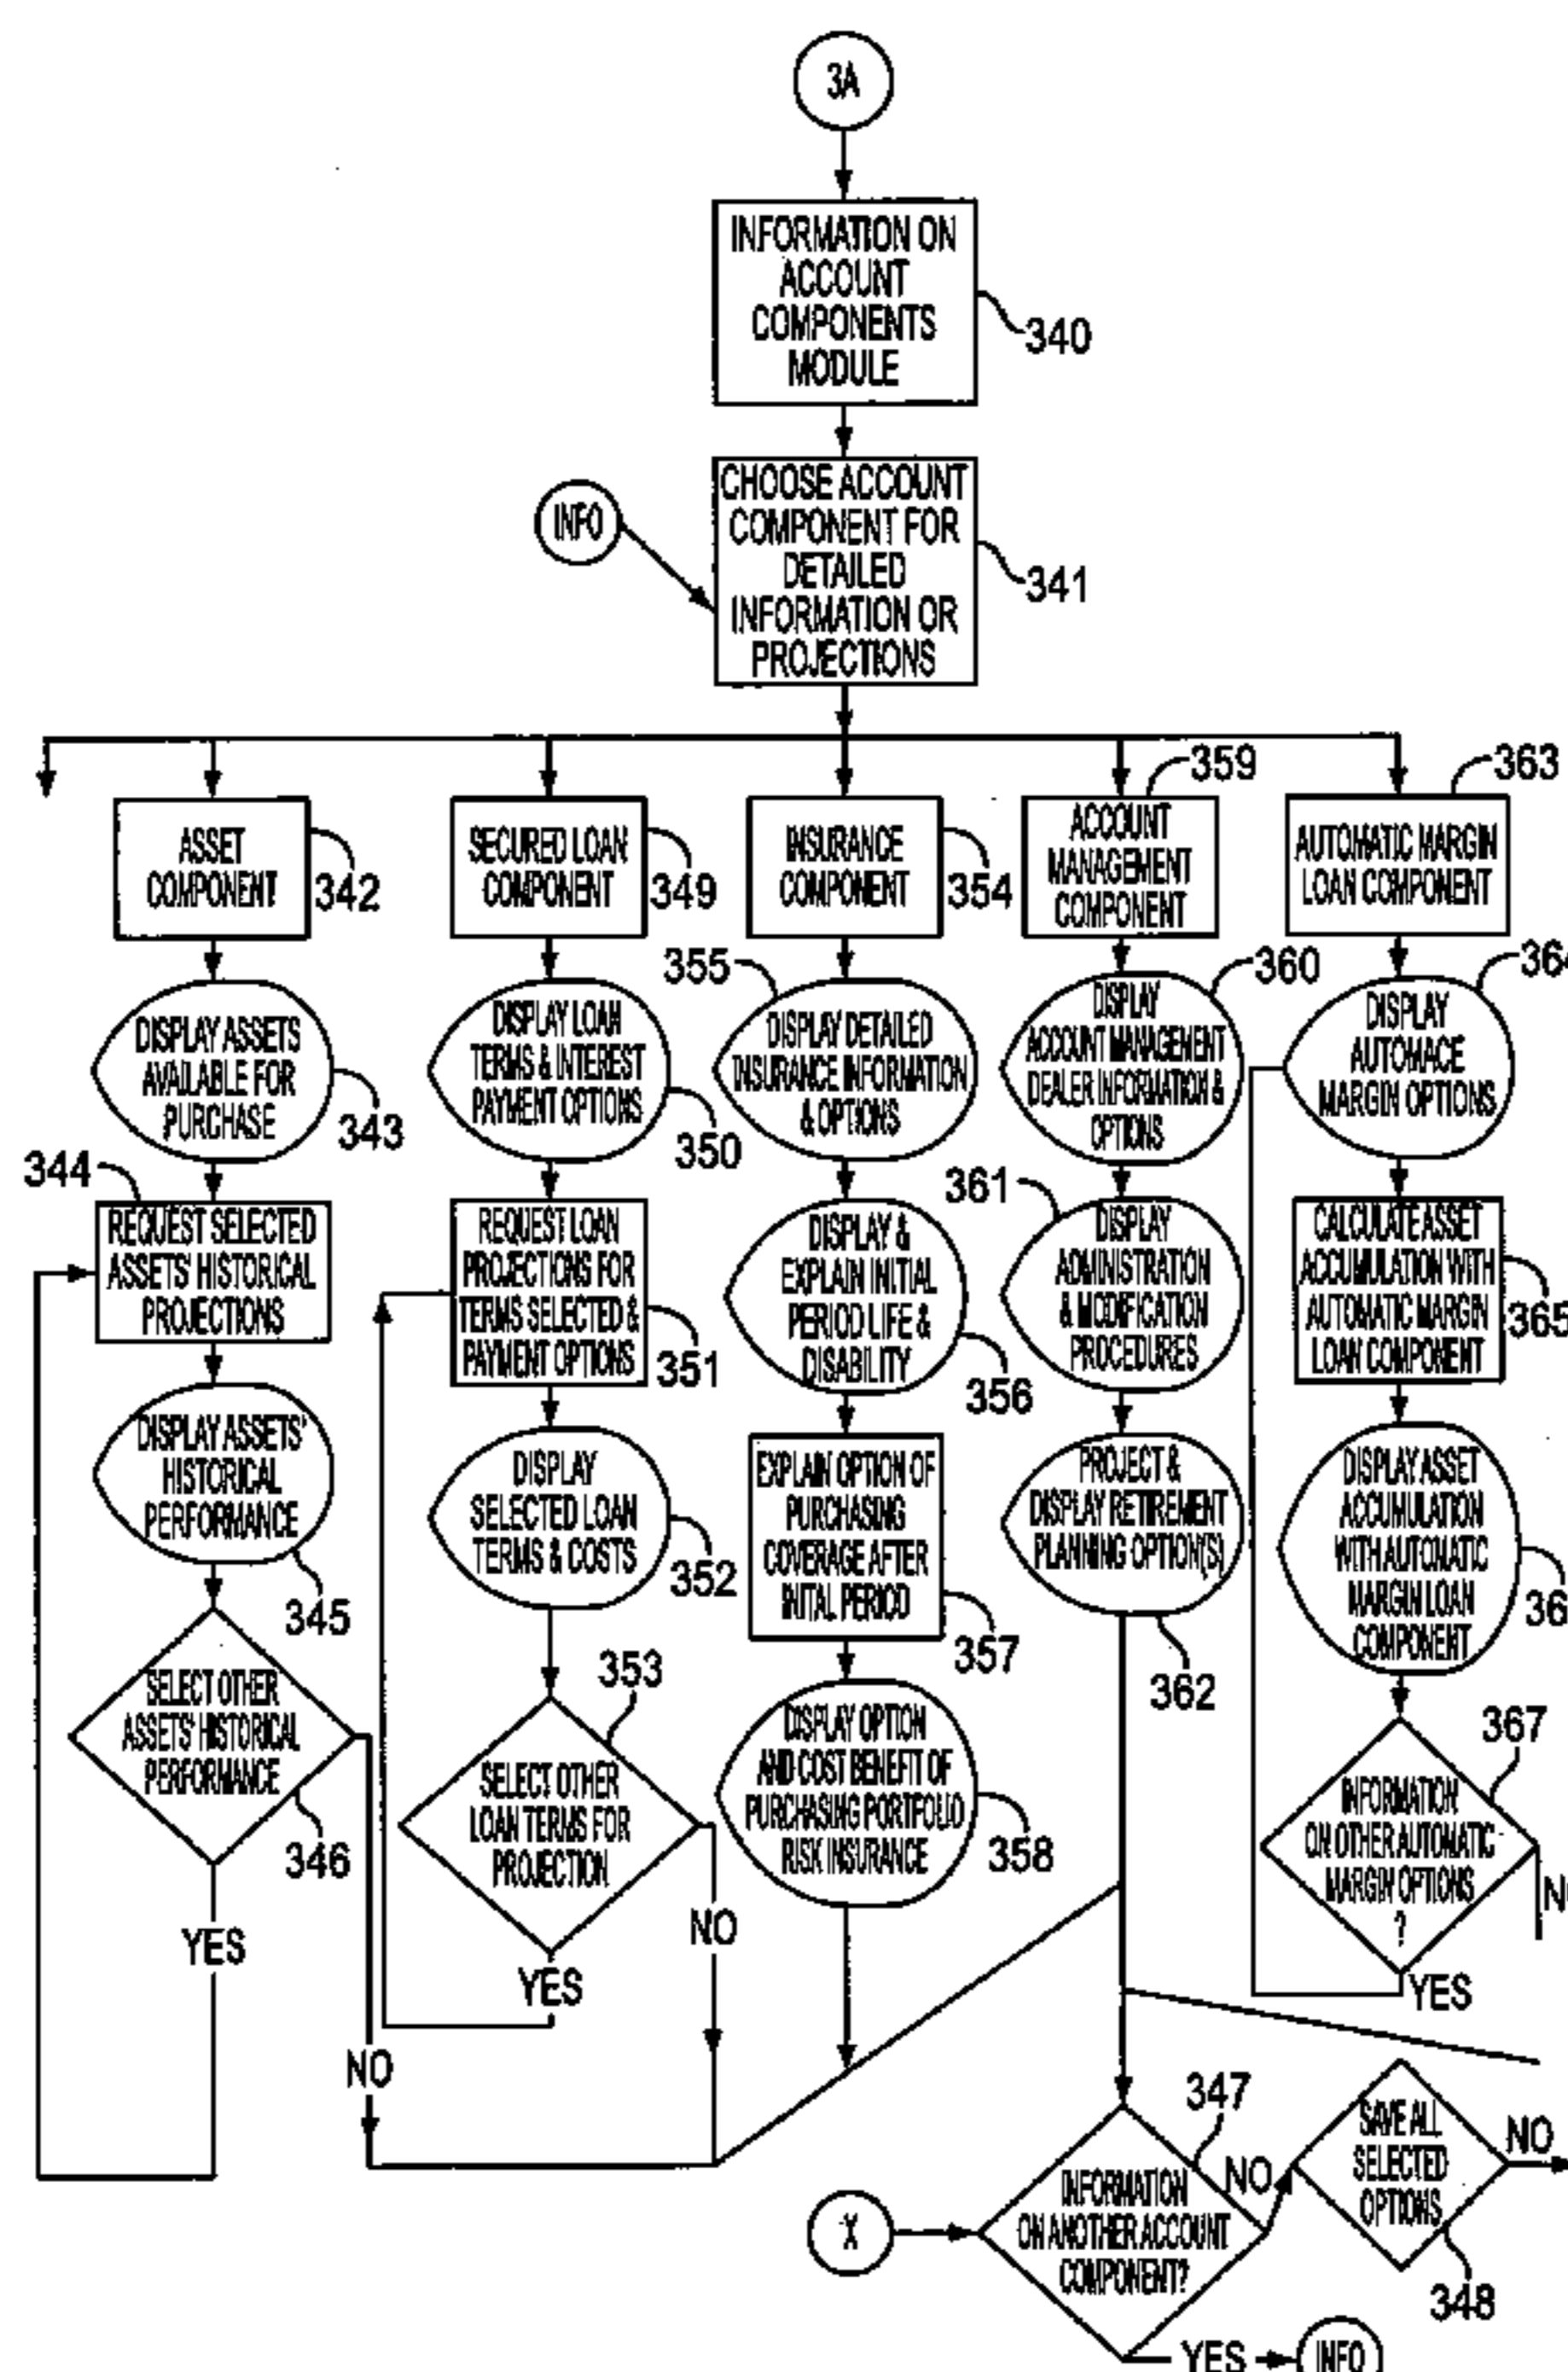 3A
INFORMATION ON
ACCOUNT
COMPONENTS
MODULE
340
INFO
CHOOSE ACCOUNT
COMPONENT FOR
DETAILED
INFORMATION OR
PROJECTIONS
341
ASSET
COMPONENT
342
DISPLAY ASSETS
AVAILABLE FOR
PURCHASE
343
344
REQUEST SELECTED
ASSETS' HISTORICAL
PROJECTIONS
DISPLAY ASSETS'
HISTORICAL
PERFORMANCE
345
SELECT OTHER
ASSETS' HISTORICAL
PERFORMANCE
346
YES
NO
SECURED LOAN
COMPONENT
349
DISPLAY LOAN
TERMS & INTEREST
PAYMENT OPTIONS
350
REQUEST LOAN
PROJECTIONS FOR
TERMS SELECTED &
PAYMENT OPTIONS
351
DISPLAY
SELECTED LOAN
TERMS & COSTS
352
353
SELECT OTHER
LOAN TERMS FOR
PROJECTION
YES
NO
INSURANCE
COMPONENT
354
355
DISPLAY DETAILED
INSURANCE INFORMATION
& OPTIONS
DISPLAY &
EXPLAIN INITIAL
PERIOD LIFE &
DISABILITY
356
EXPLAIN OPTION OF
PURCHASING
COVERAGE AFTER
INITAL PERIOD
357
DISPLAY OPTION
AND COST BENEFIT OF
PURCHASING PORTFOLIO
RISK INSURANCE
358
359
ACCOUNT
MANAGEMENT
COMPONENT
360
DISPLAY
ACCOUNT MANAGEMENT
DEALER INFORMATION &
OPTIONS
361
DISPLAY
ADMINISTRATION
& MODIFICATION
PROCEDURES
PROJECT &
DISPLAY RETIREMENT
PLANNING OPTION(S)
362
363
AUTOMATIC MARGIN
LOAN COMPONENT
364
DISPLAY
AUTOMACE
MARGIN OPTIONS
CALCULATE ASSET
ACCUMULATION WITH
AUTOMATIC MARGIN
LOAN COMPONENT
365
DISPLAY ASSET
ACCUMULATION
WITH AUTOMATIC
MARGIN LOAN
COMPONENT
367
INFORMATION
ON OTHER AUTOMATIC
MARGIN OPTIONS
?
YES
X
347
INFORMATION
ON ANOTHER ACCOUNT
COMPONENT?
NO
YES
INFO
SAVE ALL
SELECTED
OPTIONS
348
NO